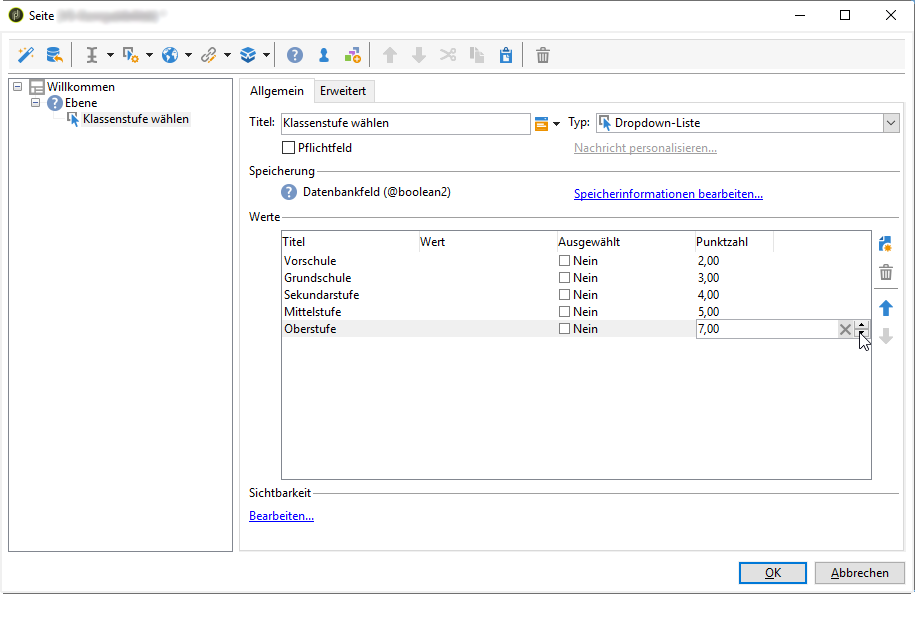 Seite
Willkommen
Ebene
Klassenstufe wählen
Allgemein
Erweitert
Titel:
Klassenstufe wählen
Typ:
Dropdown-Liste
Pflichtfeld
Nachricht personalisieren...
Speicherung
Datenbankfeld (@boolean2)
Speicherinformationen bearbeiten...
Werte
Titel Wert Ausgewählt Punktzahl
Vorschule Nein 2,00
Grundschule Nein 3,00
Sekundarstufe Nein 4,00
Mittelstufe Nein 5,00
Oberstufe Nein 7,00
Sichtbarkeit
Bearbeiten...
OK
Abbrechen